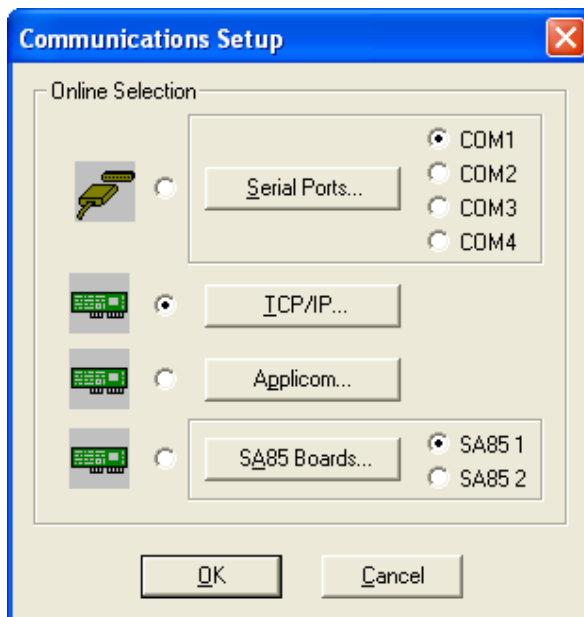 Communications Setup
Online Selection
Serial Ports...
COM1
COM2
COM3
COM4
TCP/IP...
Applicom...
SA85 Boards...
SA85 1
SA85 2
OK
Cancel